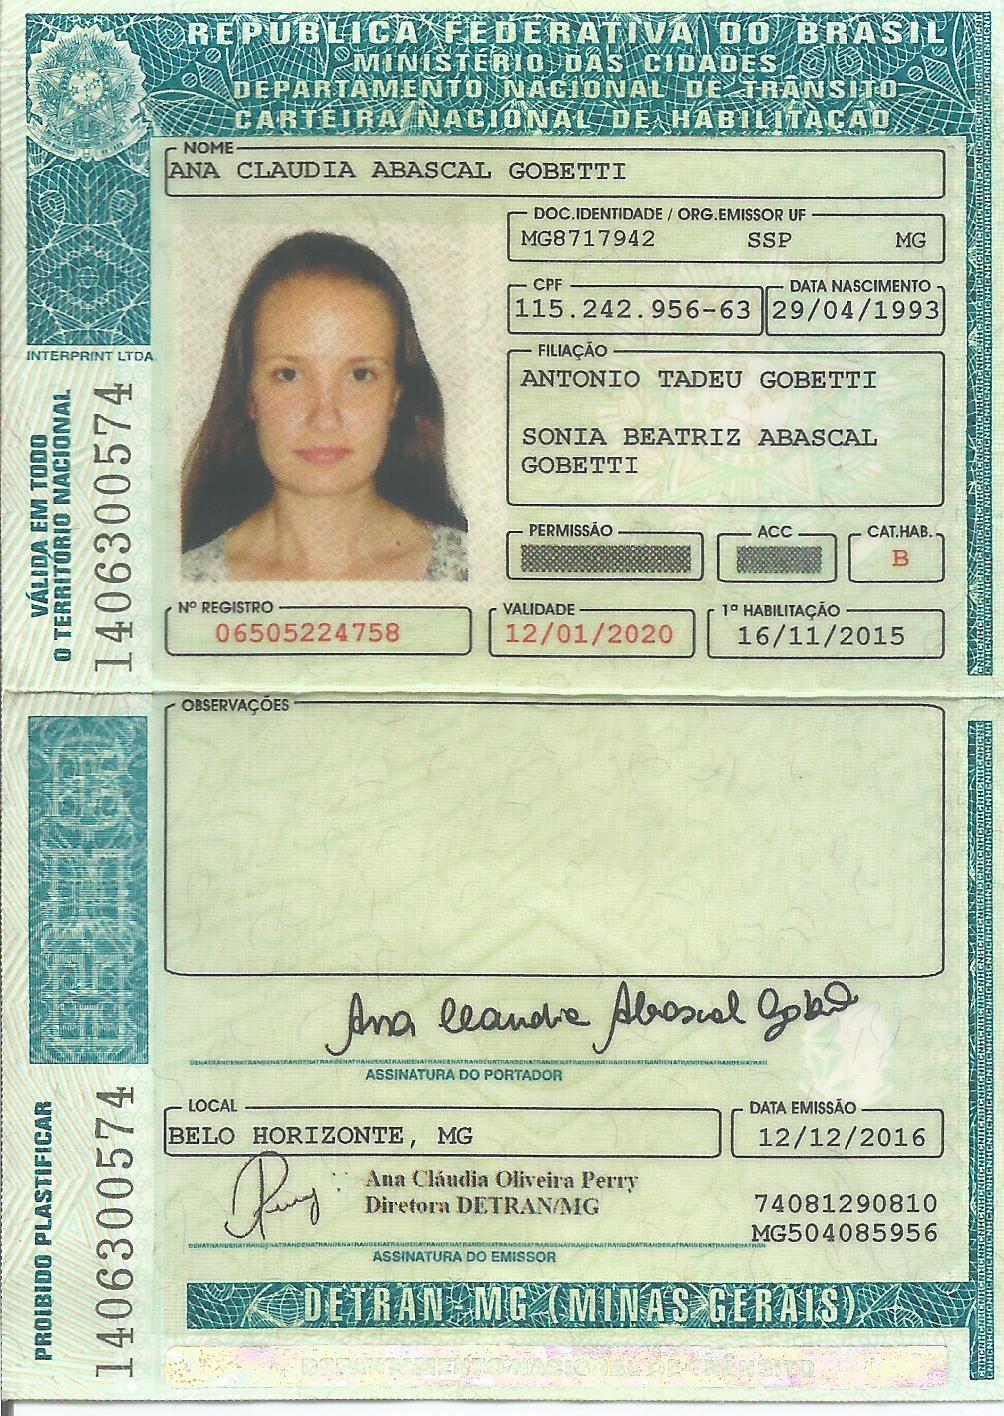 REPÚBLICA FEDERATIVA DO BRASIL
MINISTÉRIO DAS CIDADES
DEPARTAMENTO NACIONAL DE TRÂNSITO
CARTEIRA NACIONAL DE HABILITAÇÃO
NOME
ANA CLAUDIA ABASCAL GOBETTI
DOC.IDENTIDADE / ORG.EMISSOR UF
MG8717942 SSP MG
CPF DATA NASCIMENTO
115.242.956-63 29/04/1993
FILIAÇÃO
ANTONIO TADEU GOBETTI
SONIA BEATRIZ ABASCAL
GOBETTI
PERMISSÃO ACC CAT.HAB.
B
Nº REGISTRO VALIDADE 1ª HABILITAÇÃO
06505224758 12/01/2020 16/11/2015
INTERPRINT LTDA.
VÁLIDA EM TODO
O TERRITÓRIO NACIONAL
1406300574
OBSERVAÇÕES
Ana Claudia Abascal Gobetti
ASSINATURA DO PORTADOR
LOCAL DATA EMISSÃO
BELO HORIZONTE, MG 12/12/2016
Ana Cláudia Oliveira Perry
Diretora DETRAN/MG
74081290810
MG504085956
ASSINATURA DO EMISSOR
PROIBIDO PLASTIFICAR
1406300574
DETRAN-MG (MINAS GERAIS)
DEPARTAMENTO NACIONAL DE TRÂNSITO